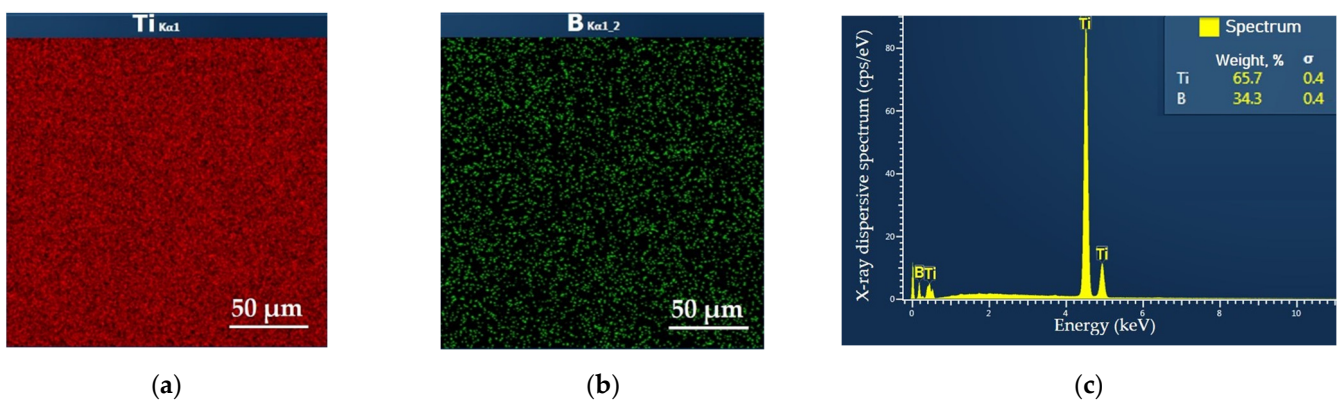 Ti Kα1
50 μm
(a)
B Kα1_2
50 μm
(b)
X-ray dispersive spectrum (cps/eV)
80
60
40
20
0
Ti
Ti
B Ti
0 2 4 6 8 10
Energy (keV)
Spectrum
Weight, % σ
Ti 65.7 0.4
B 34.3 0.4
(c)